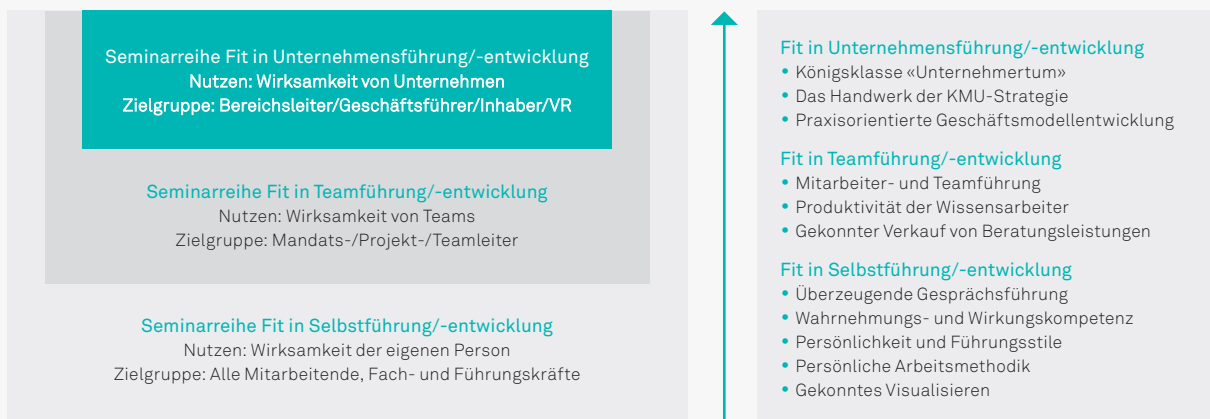 Seminarreihe Fit in Unternehmensführung/-entwicklung
Nutzen: Wirksamkeit von Unternehmen
Zielgruppe: Bereichsleiter/Geschäftsführer/Inhaber/VR
Seminarreihe Fit in Teamführung/-entwicklung
Nutzen: Wirksamkeit von Teams
Zielgruppe: Mandats-/Projekt-/Teamleiter
Seminarreihe Fit in Selbstführung/-entwicklung
Nutzen: Wirksamkeit der eigenen Person
Zielgruppe: Alle Mitarbeitende, Fach- und Führungskräfte
Fit in Unternehmensführung/-entwicklung
• Königsklasse «Unternehmertum»
• Das Handwerk der KMU-Strategie
• Praxisorientierte Geschäftsmodellentwicklung
Fit in Teamführung/-entwicklung
• Mitarbeiter- und Teamführung
• Produktivität der Wissensarbeiter
• Gekonnter Verkauf von Beratungsleistungen
Fit in Selbstführung/-entwicklung
• Überzeugende Gesprächsführung
• Wahrnehmungs- und Wirkungskompetenz
• Persönlichkeit und Führungsstile
• Persönliche Arbeitsmethodik
• Gekonntes Visualisieren